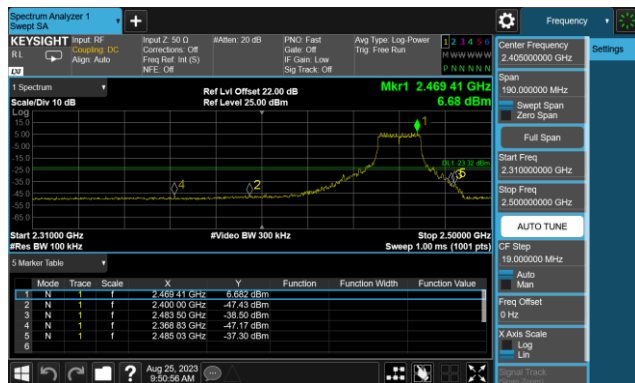 Spectrum Analyzer 1
Swept SA
Frequency
KEYSIGHT Input: RF
RL
Coupling: DC
Align: Auto
LXI
Input Z: 50 Ω
Corrections: Off
Freq Ref: Int (S)
NFE: Off
#Atten: 20 dB
PNO: Fast
Gate: Off
IF Gain: Low
Sig Track: Off
Avg Type: Log-Power
Trig: Free Run
1 2 3 4 5 6
M W W W W W
P N N N N N
Center Frequency
2.405000000 GHz
Settings
Span
190.000000 MHz
Swept Span
Zero Span
Full Span
Start Freq
2.310000000 GHz
Stop Freq
2.500000000 GHz
AUTO TUNE
CF Step
19.000000 MHz
Auto
Man
Freq Offset
0 Hz
X Axis Scale
Log
Lin
Signal Track
1 Spectrum
Scale/Div 10 dB
Ref Lvl Offset 22.00 dB
Ref Level 25.00 dBm
Mkr1 2.469 41 GHz
6.68 dBm
Log
15.0
5.00
-5.00
-15.0
-25.0
-35.0
-45.0
-55.0
-65.0
1
2
4
5
DL1 -23.32 dBm
Start 2.31000 GHz
#Res BW 100 kHz
#Video BW 300 kHz
Stop 2.50000 GHz
Sweep 1.00 ms (1001 pts)
5 Marker Table
Mode Trace Scale X Y Function Function Width Function Value
1 N 1 f 2.469 41 GHz 6.682 dBm
2 N 1 f 2.400 00 GHz -47.43 dBm
3 N 1 f 2.483 50 GHz -38.50 dBm
4 N 1 f 2.368 83 GHz -47.17 dBm
5 N 1 f 2.485 03 GHz -37.30 dBm
6
?
Aug 25, 2023
9:50:56 AM